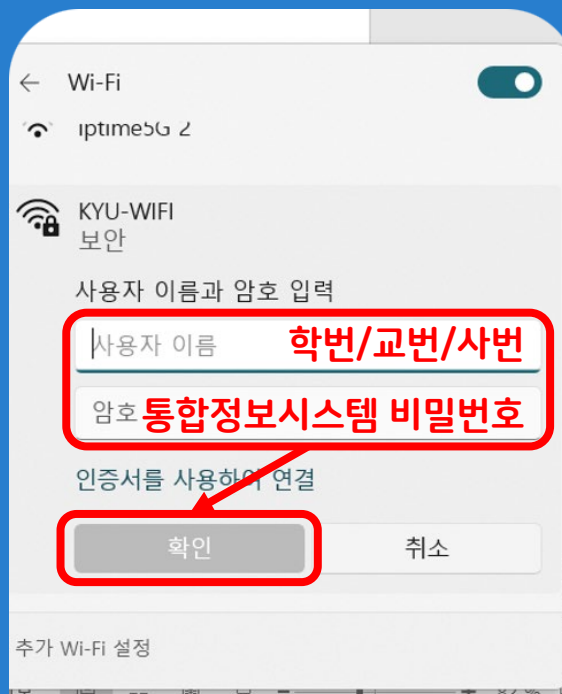 Wi-Fi
iptime5G 2
KYU-WIFI
보안
사용자 이름과 암호 입력
사용자 이름 학번/교번/사번
암호 통합정보시스템 비밀번호
인증서를 사용하여 연결
확인 취소
추가 Wi-Fi 설정